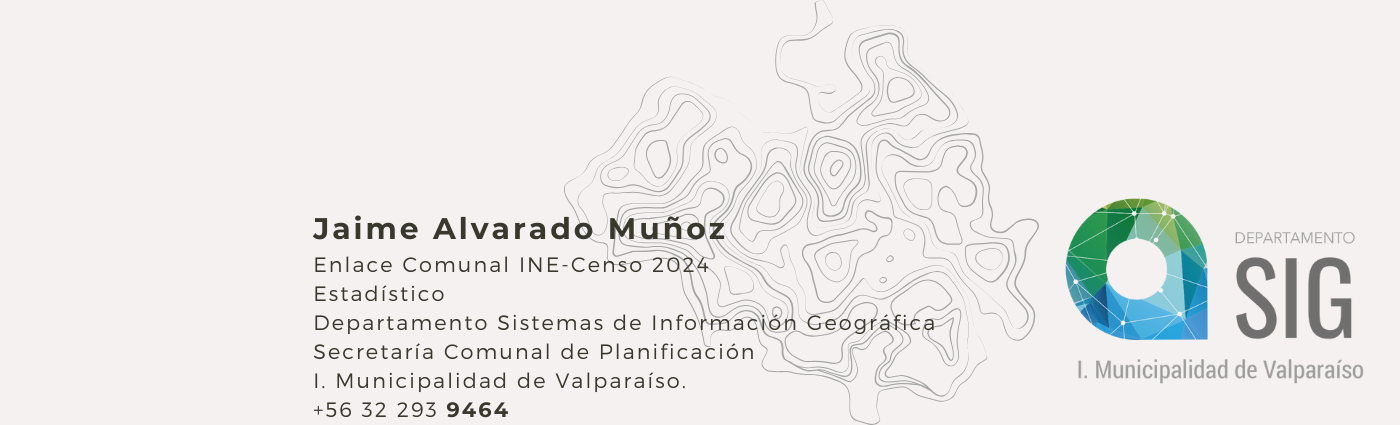 Jaime Alvarado Muñoz
Enlace Comunal INE-Censo 2024
Estadístico
Departamento Sistemas de Información Geográfica
Secretaría Comunal de Planificación
I. Municipalidad de Valparaíso.
+56 32 293 9464
DEPARTAMENTO
SIG
I. Municipalidad de Valparaíso